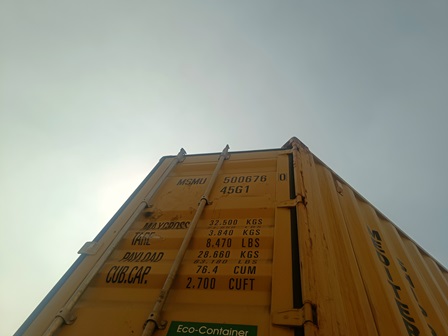 MSMU 500676 0
45G1
MAX.GROSS 32.500 KGS
TARE 3.840 KGS
8.470 LBS
PAYLOAD 28.660 KGS
CUB.CAP. 76.4 CUM
2.700 CUFT
Eco-Container